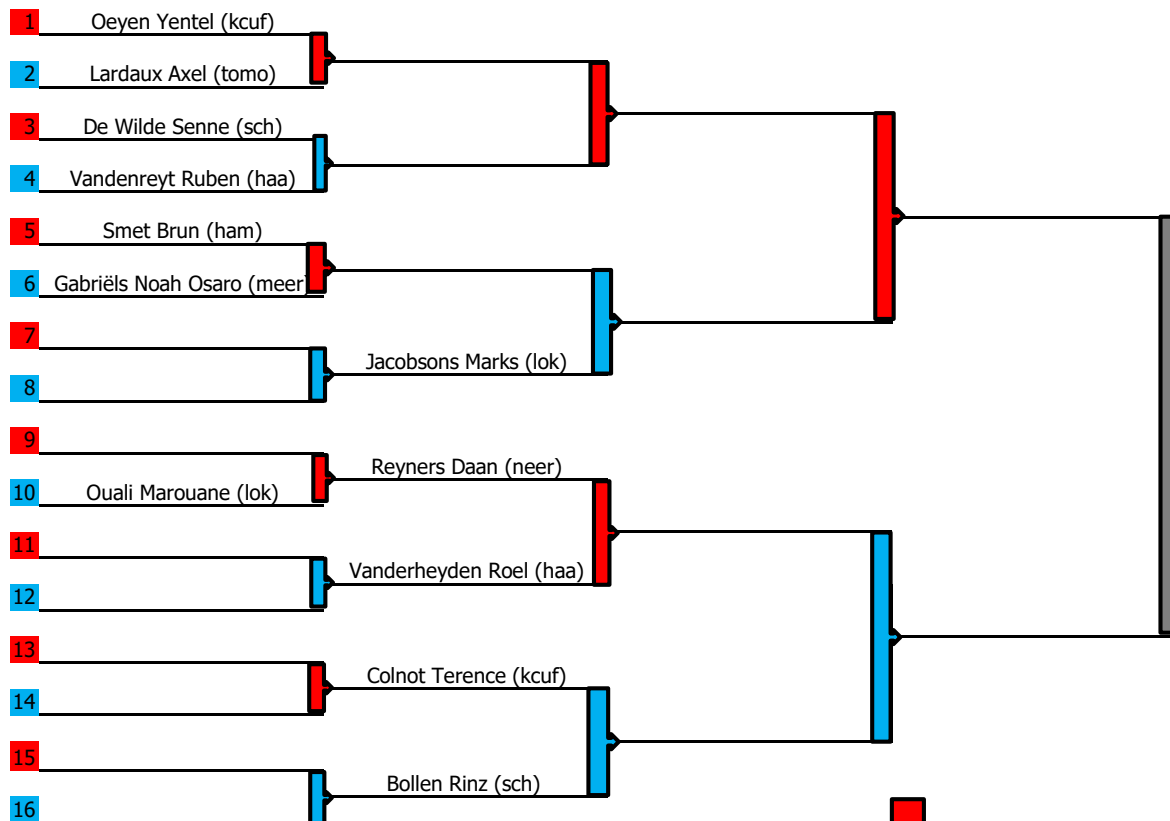 1 Oeyen Yentel (kcuf)
2 Lardaux Axel (tomo)
3 De Wilde Senne (sch)
4 Vandenreyt Ruben (haa)
5 Smet Brun (ham)
6 Gabriëls Noah Osaro (meer)
7
Jacobsons Marks (lok)
8
9
Reyners Daan (neer)
10 Ouali Marouane (lok)
11
Vanderheyden Roel (haa)
12
13
Colnot Terence (kcuf)
14
15
Bollen Rinz (sch)
16